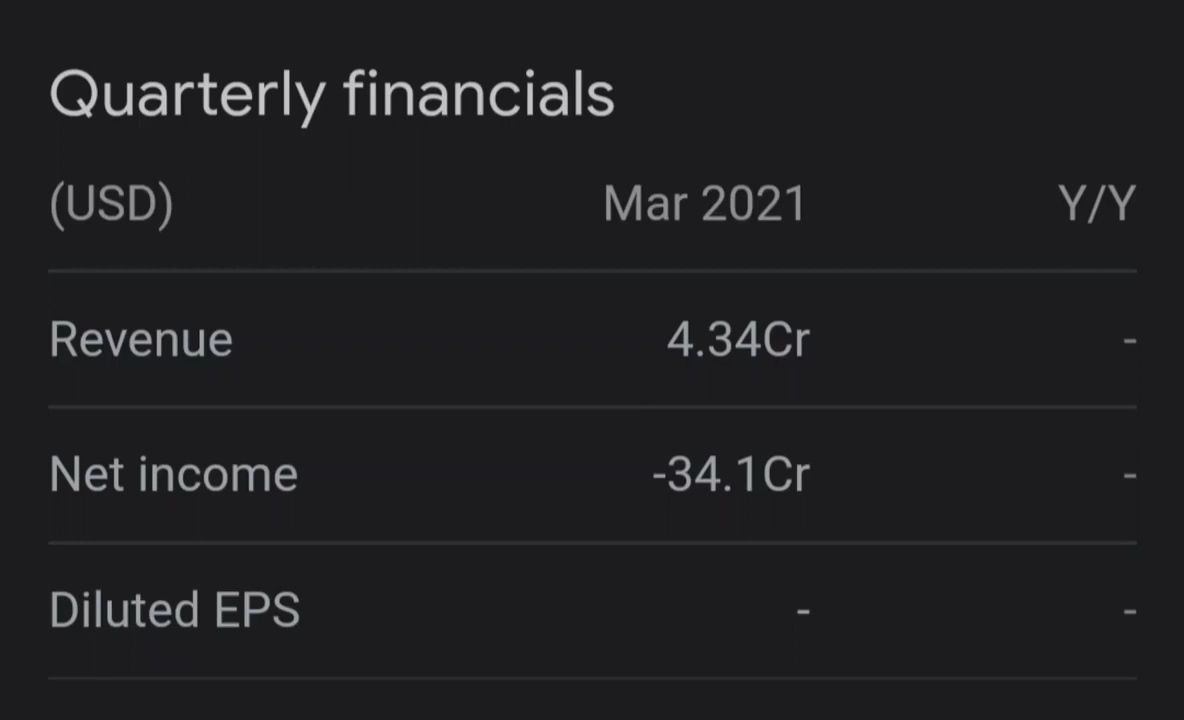 Quarterly financials
(USD) Mar 2021 Y/Y
Revenue 4.34Cr -
Net income -34.1Cr -
Diluted EPS - -